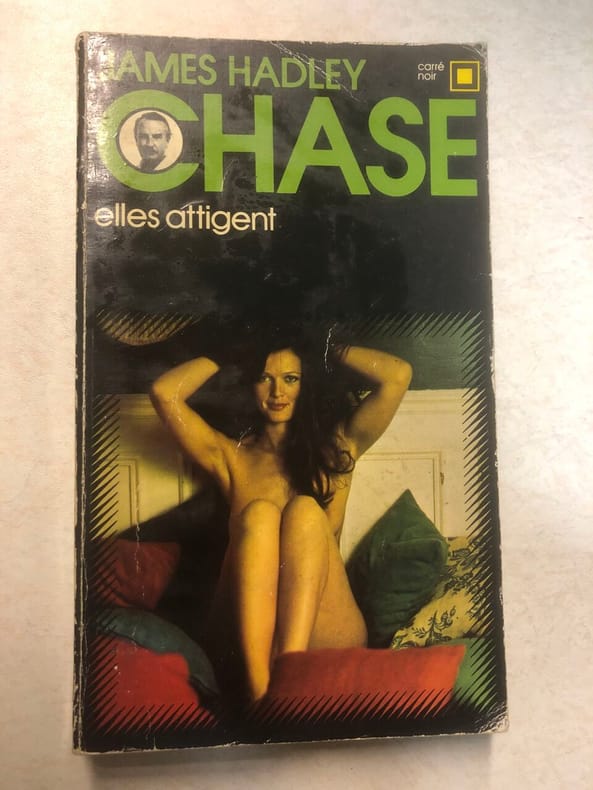 JAMES HADLEY
CHASE
carré
noir
elles attigent